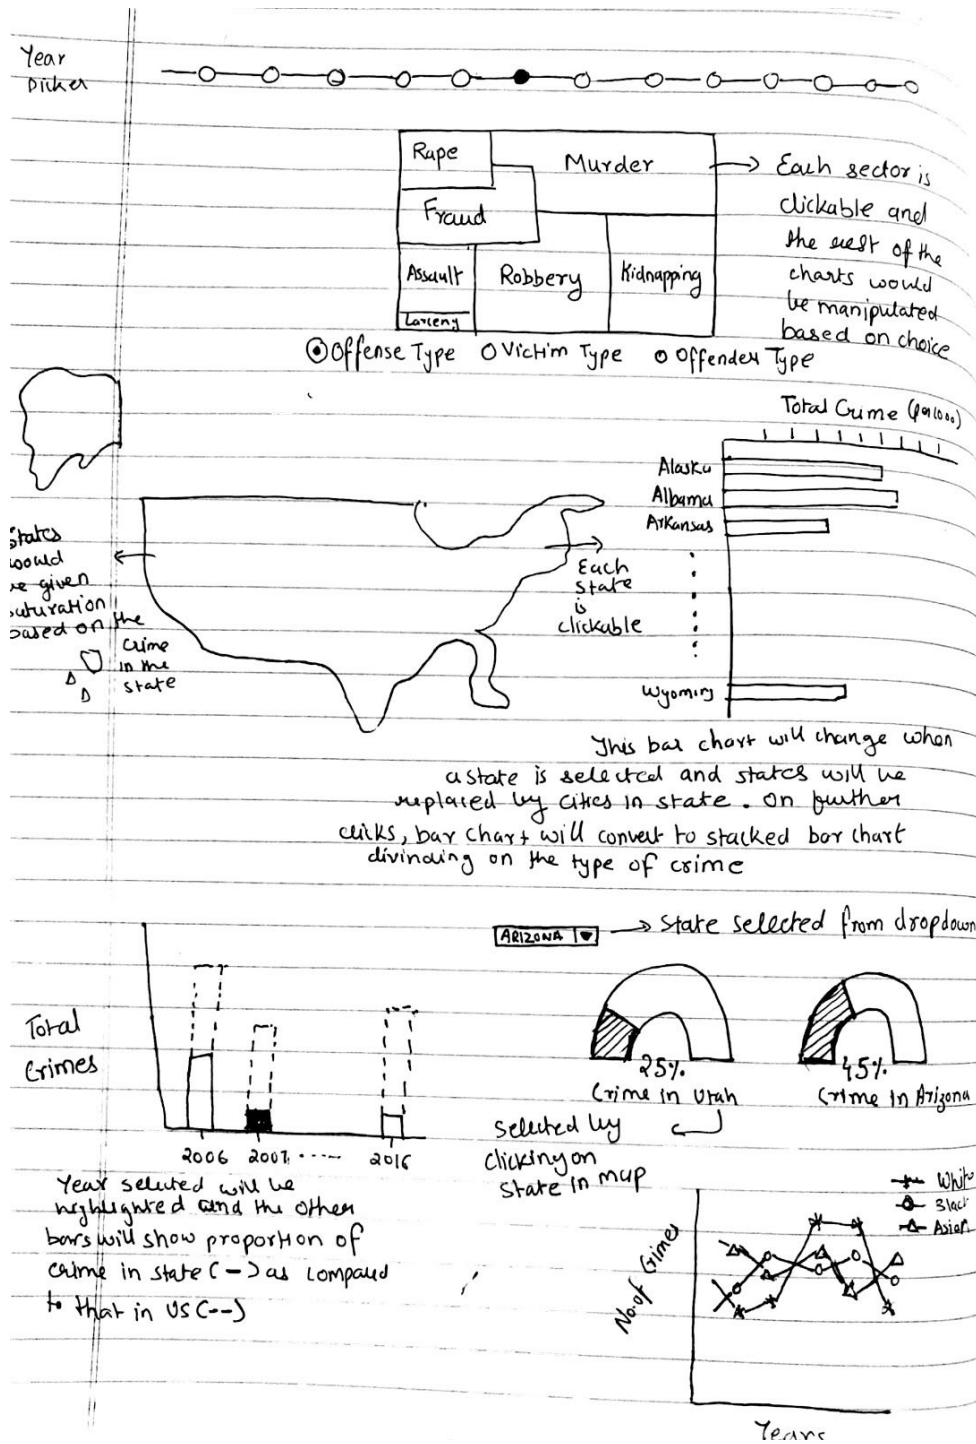 Year
Picker
Rape
Murder
Fraud
Assault
Robbery
Kidnapping
Larceny
Each sector is
clickable and
the rest of the
charts would
be manipulated
based on choice
Offense Type Victim Type Offender Type
Total Crime (per 1000)
Alaska
Albama
Arkansas
Wyoming
States
would
be given
saturation
based on the
crime
in the
state
Each
state
is
clickable
This bar chart will change when
a state is selected and states will be
replaced by cities in state. On further
clicks, bar chart will convert to stacked bar chart
divinding on the type of crime
ARIZONA
State selected from dropdown
Total
Crimes
2006 2007 ..... 2016
25%
Crime in Utah
45%
Crime in Arizona
Selected by
clicking on
state in map
Year selected will be
highlighted and the other
bars will show proportion of
crime in state (-) as compared
to that in US (--)
White
Black
Asian
No. of Crimes
Years